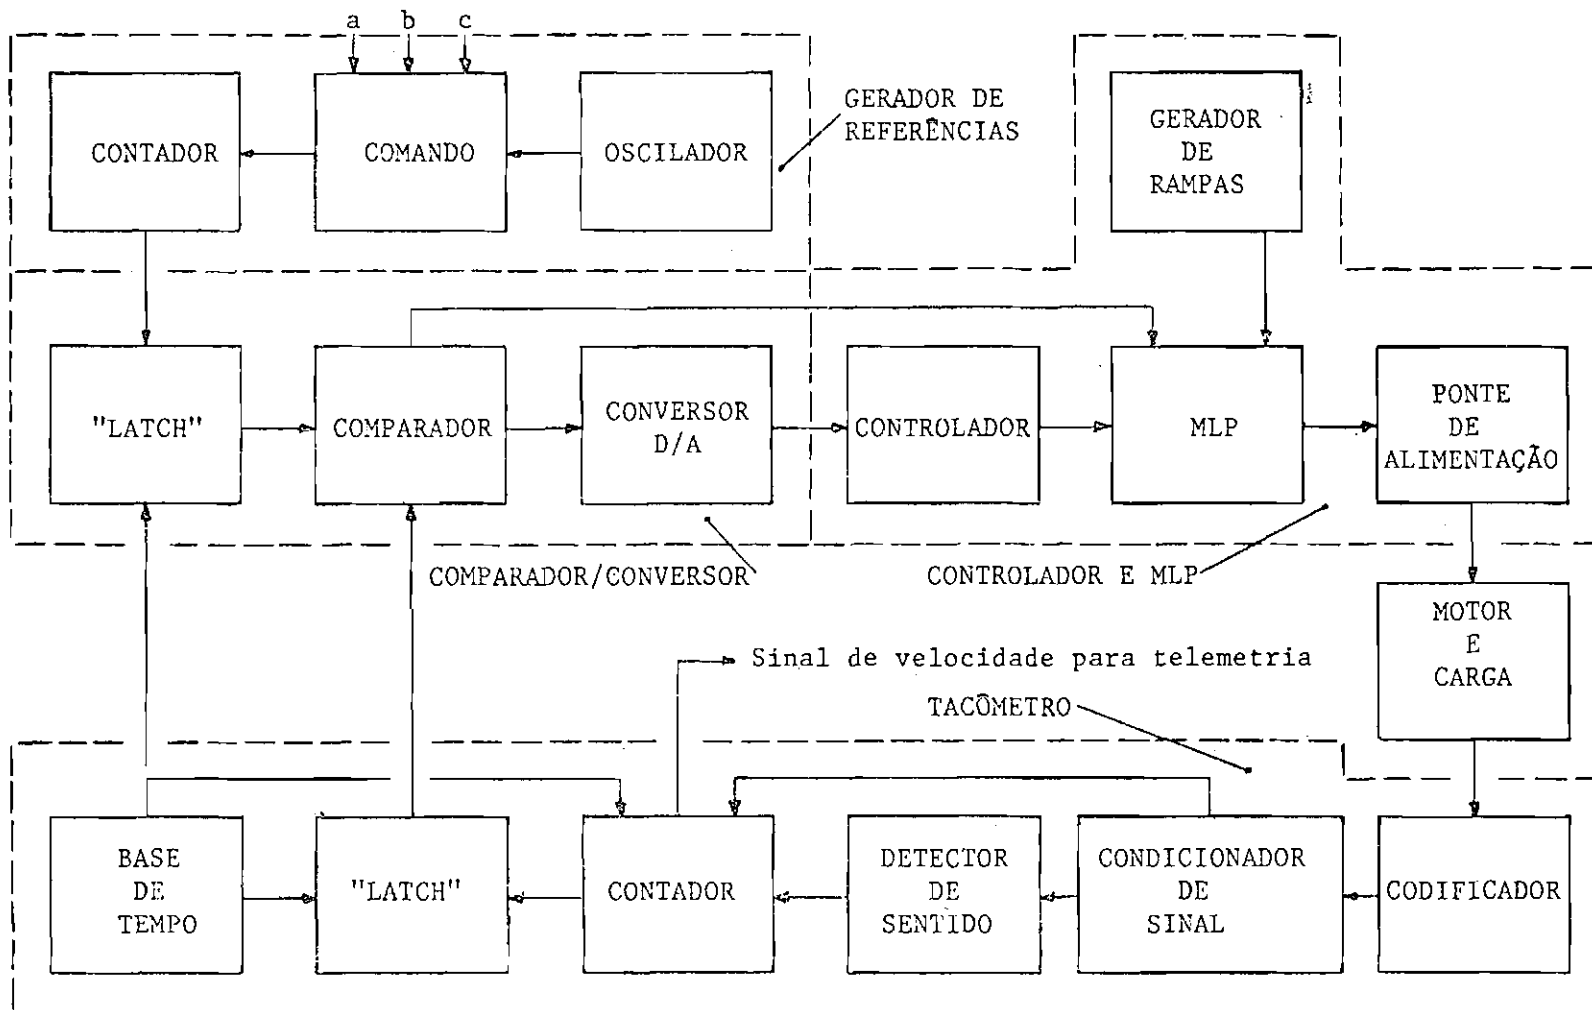 a b c
GERADOR DE
REFERÊNCIAS
CONTADOR
COMANDO
OSCILADOR
GERADOR
DE
RAMPAS
"LATCH"
COMPARADOR
CONVERSOR
D/A
CONTROLADOR
MLP
PONTE
DE
ALIMENTAÇÃO
COMPARADOR/CONVERSOR
CONTROLADOR E MLP
MOTOR
E
CARGA
Sinal de velocidade para telemetria
TACÔMETRO
BASE
DE
TEMPO
"LATCH"
CONTADOR
DETECTOR
DE
SENTIDO
CONDICIONADOR
DE
SINAL
CODIFICADOR